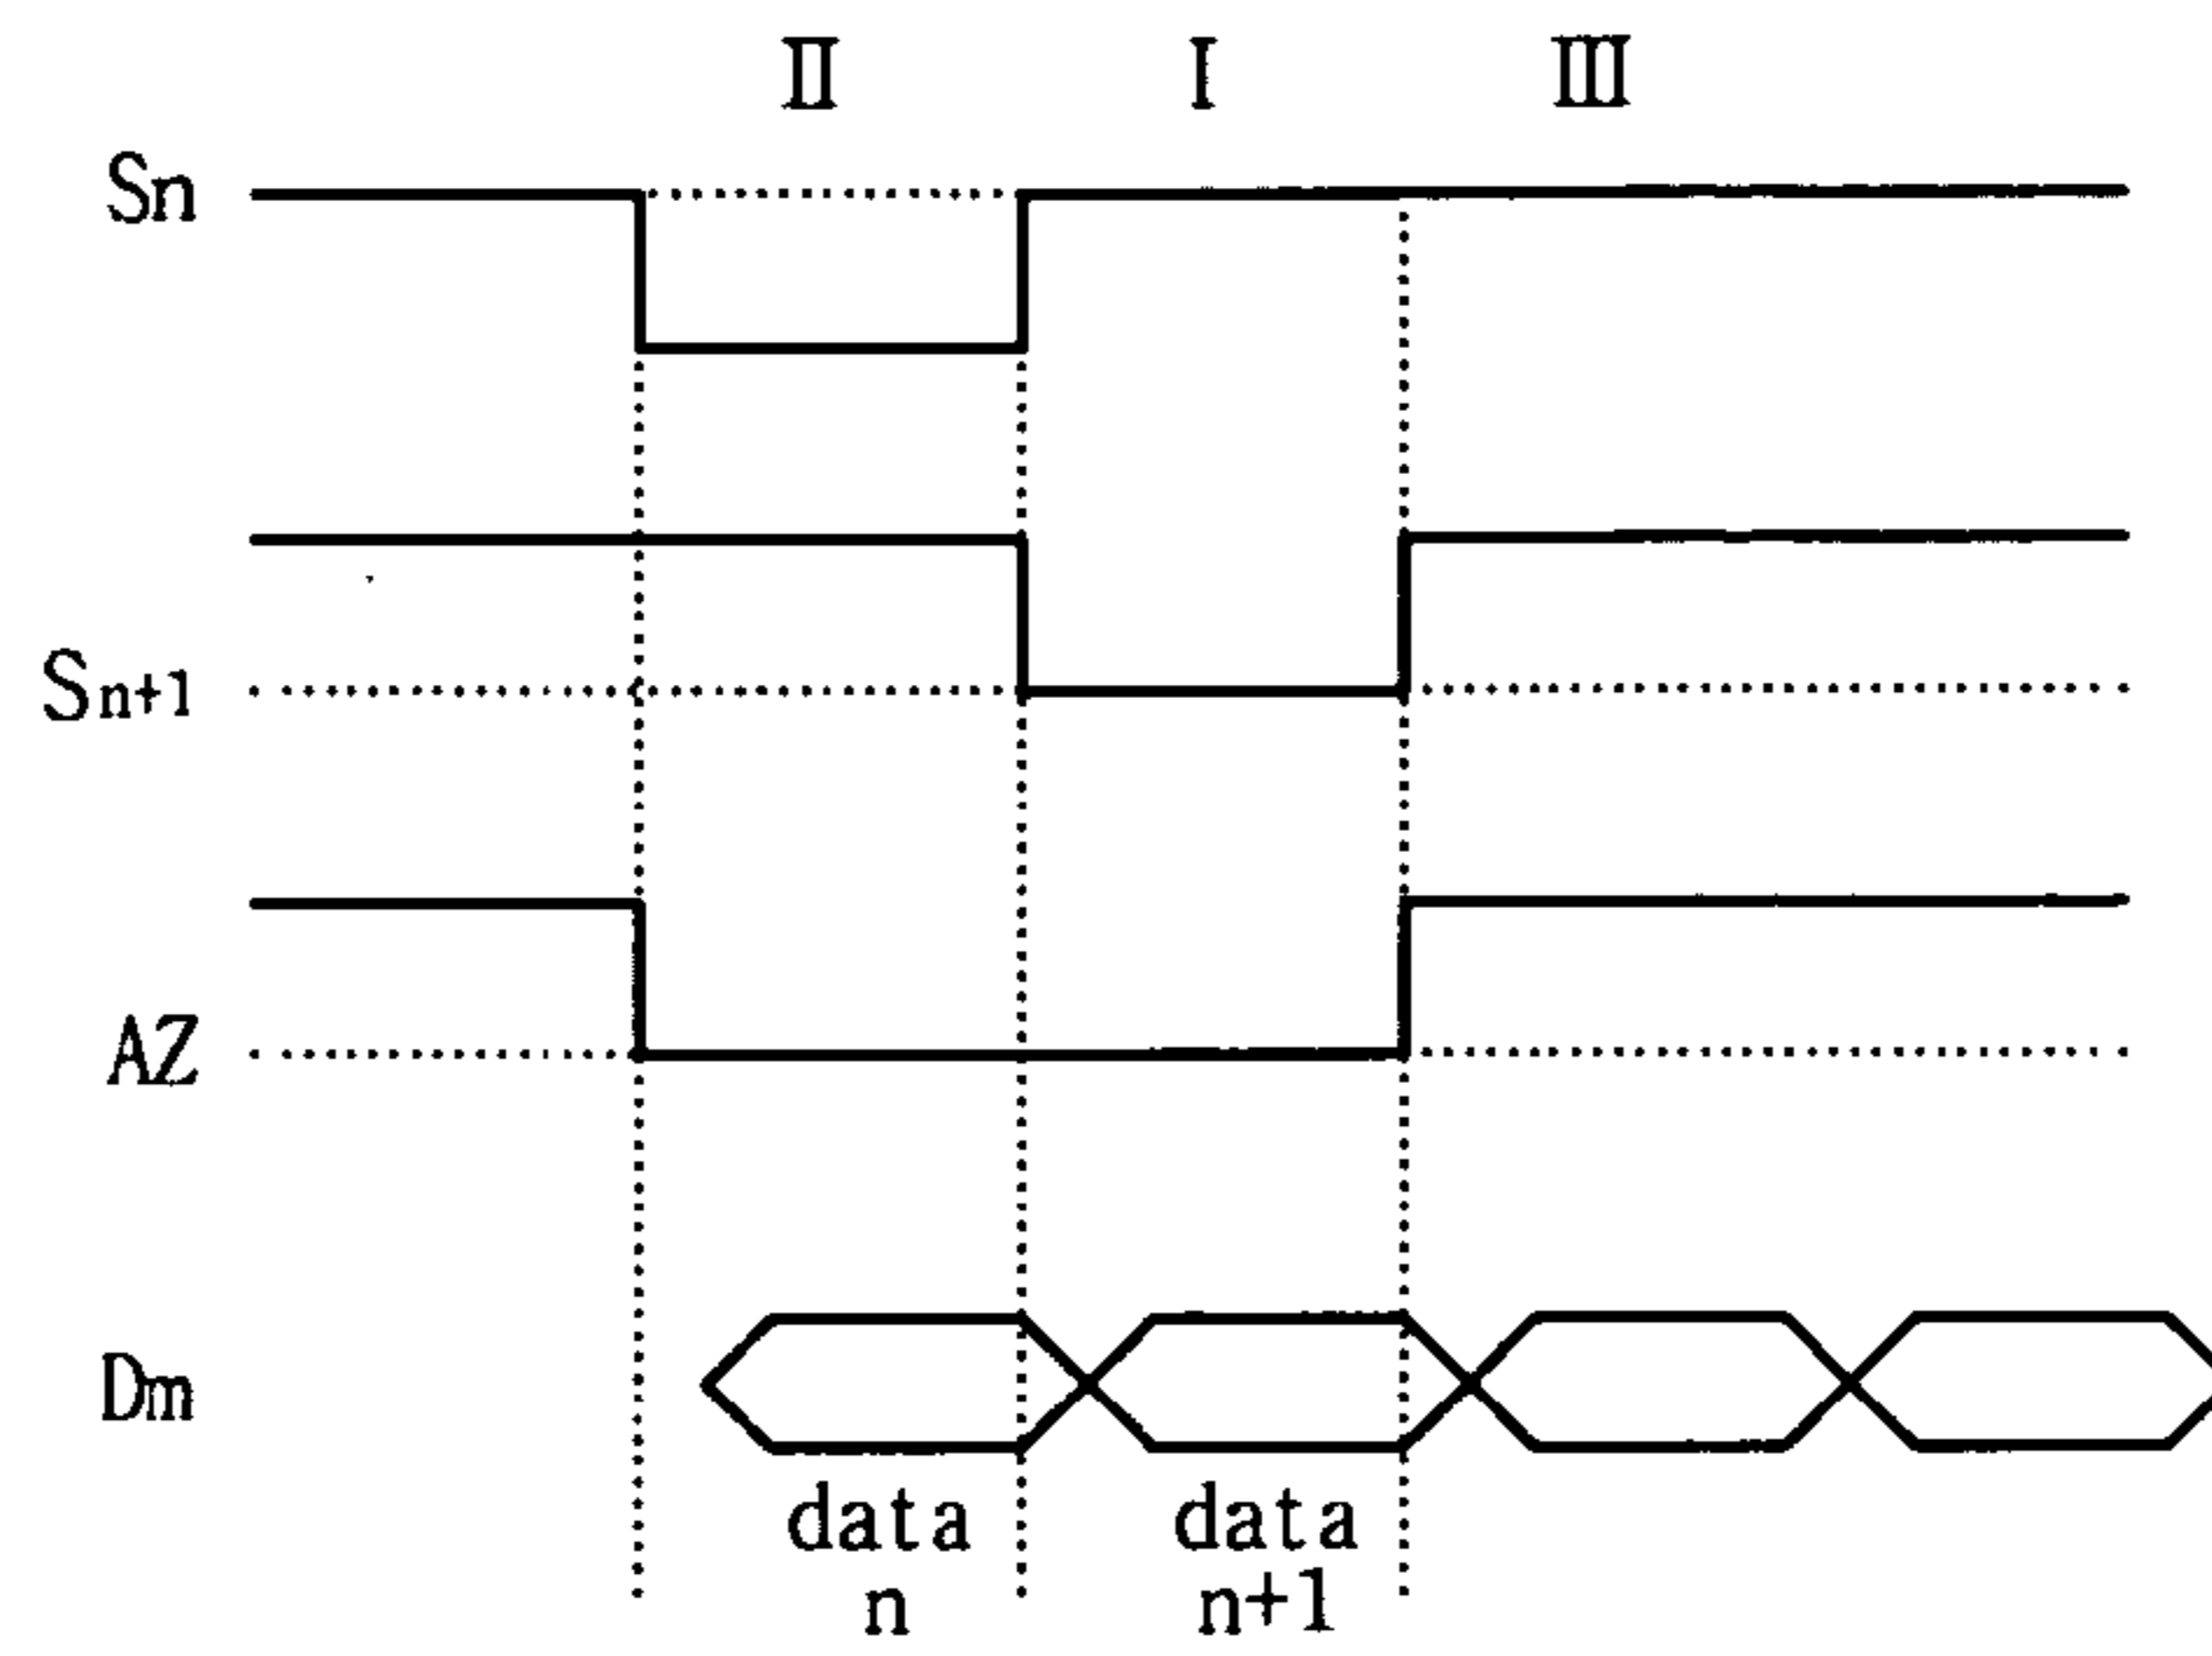 II I III
Sn
Sn+1
AZ
Dm
data data
n n+1